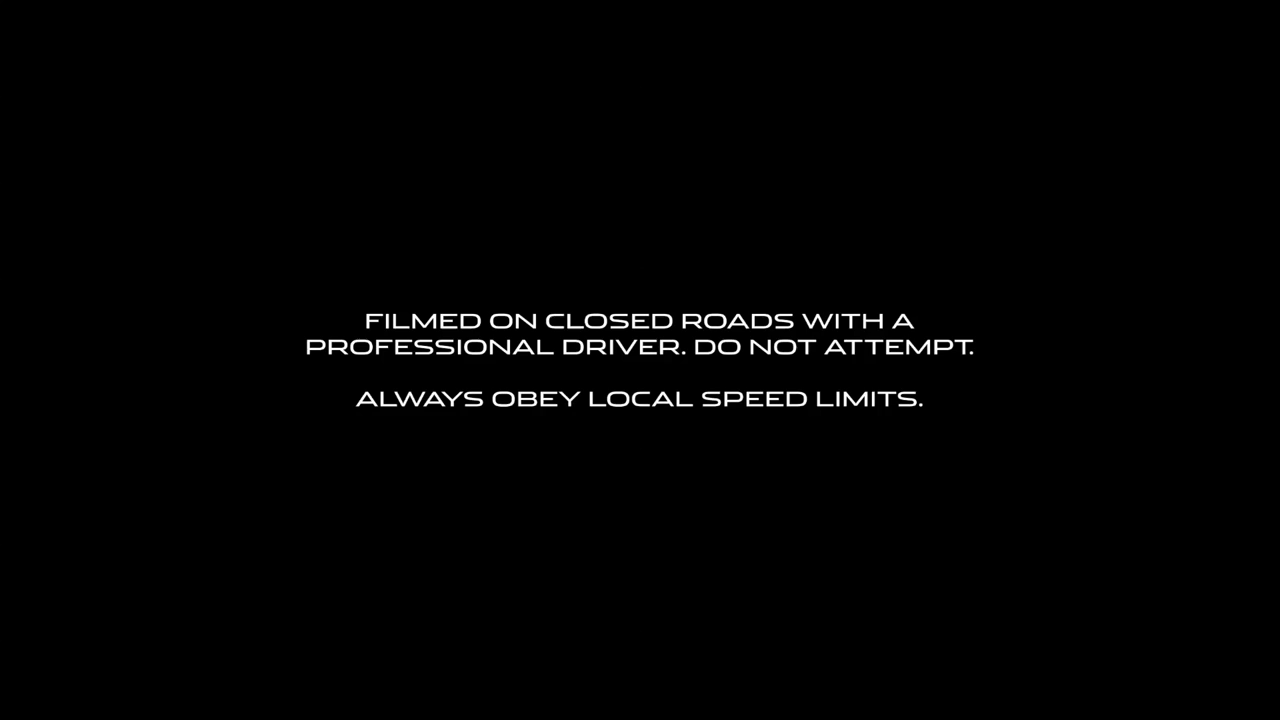 FILMED ON CLOSED ROADS WITH A
PROFESSIONAL DRIVER. DO NOT ATTEMPT.
ALWAYS OBEY LOCAL SPEED LIMITS.